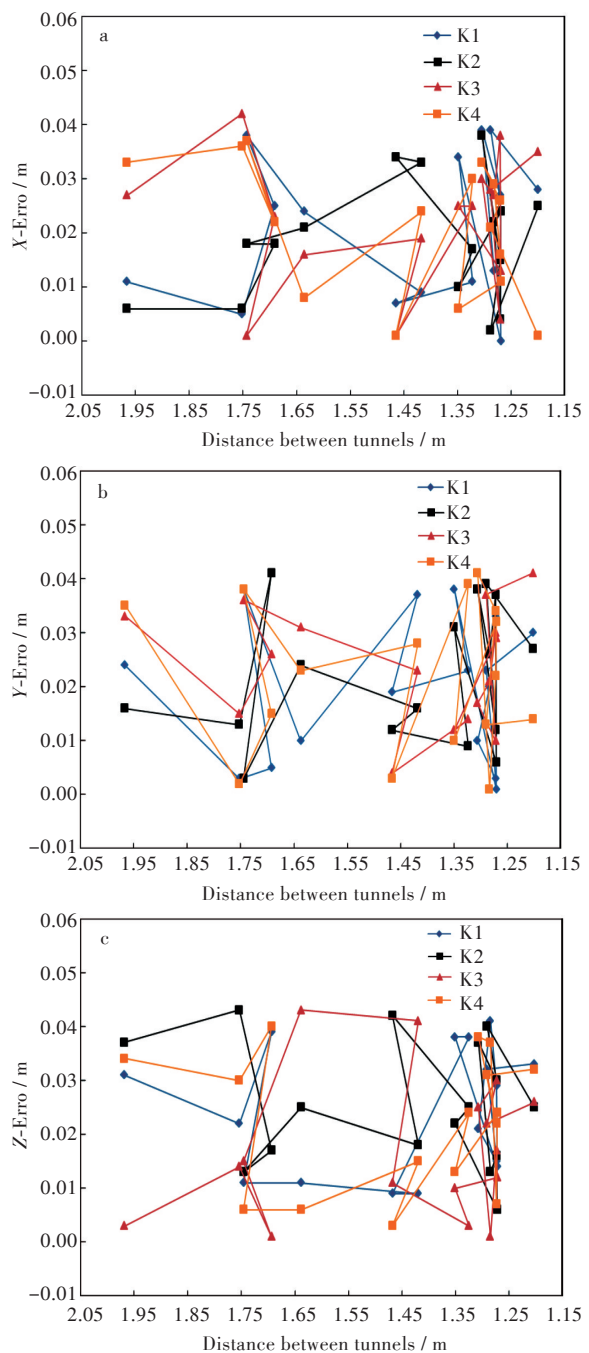 a
K1
K2
K3
K4
0.06
0.05
0.04
0.03
0.02
0.01
0.00
−0.01
X-Erro / m
2.05 1.95 1.85 1.75 1.65 1.55 1.45 1.35 1.25 1.15
Distance between tunnels / m
b
K1
K2
K3
K4
0.06
0.05
0.04
0.03
0.02
0.01
0.00
−0.01
Y-Erro / m
2.05 1.95 1.85 1.75 1.65 1.55 1.45 1.35 1.25 1.15
Distance between tunnels / m
c
K1
K2
K3
K4
0.06
0.05
0.04
0.03
0.02
0.01
0.00
−0.01
Z-Erro / m
2.05 1.95 1.85 1.75 1.65 1.55 1.45 1.35 1.25 1.15
Distance between tunnels / m